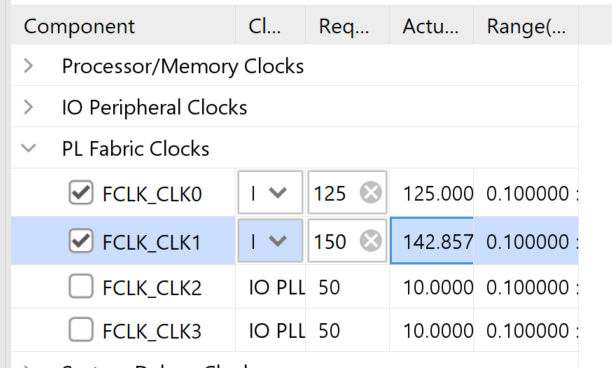 Component Cl... Req... Actu... Range(...
Processor/Memory Clocks
IO Peripheral Clocks
PL Fabric Clocks
FCLK_CLK0 I 125 125.000 0.100000 :
FCLK_CLK1 I 150 142.857 0.100000 :
FCLK_CLK2 IO PLL 50 10.0000 0.100000 :
FCLK_CLK3 IO PLL 50 10.0000 0.100000 :